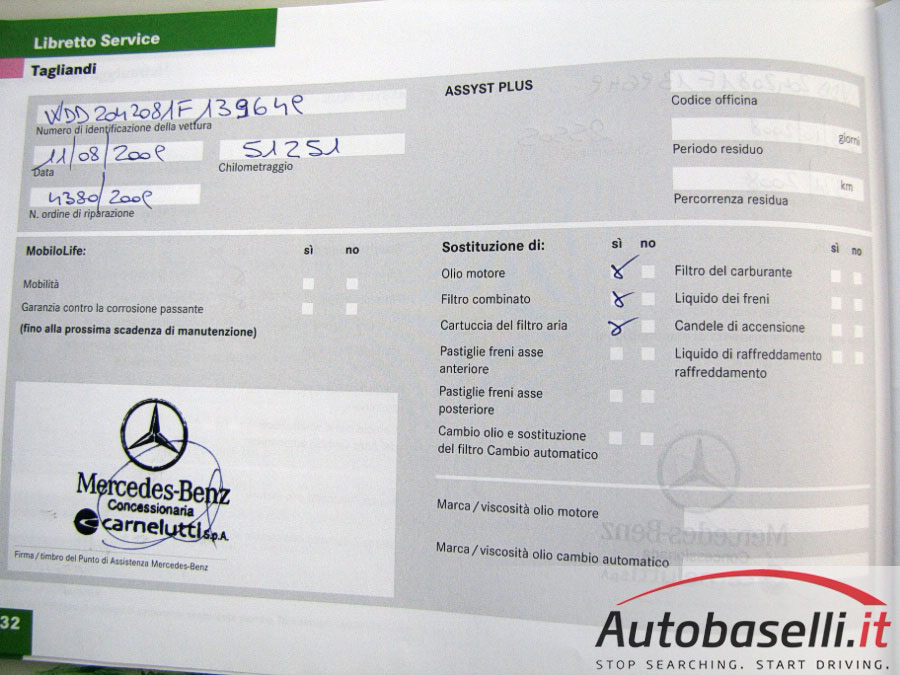 Libretto Service
Tagliandi
WDD2042081F139649
Numero di identificazione della vettura
11/08/2009
Data
51251
Chilometraggio
4380/2009
N. ordine di riparazione
ASSYST PLUS
Codice officina
giorni
Periodo residuo
km
Percorrenza residua
MobiloLife: sì no
Mobilità
Garanzia contro la corrosione passante
(fino alla prossima scadenza di manutenzione)
Sostituzione di: sì no
Olio motore
Filtro combinato
Cartuccia del filtro aria
Pastiglie freni asse
anteriore
Pastiglie freni asse
posteriore
Cambio olio e sostituzione
del filtro Cambio automatico
sì no
Filtro del carburante
Liquido dei freni
Candele di accensione
Liquido di raffreddamento
raffreddamento
Marca/viscosità olio motore
Marca/viscosità olio cambio automatico
Mercedes-Benz
Concessionaria
carnelutti S.p.A.
Firma/timbro del Punto di Assistenza Mercedes-Benz
32
Autobaselli.it
STOP SEARCHING. START DRIVING.